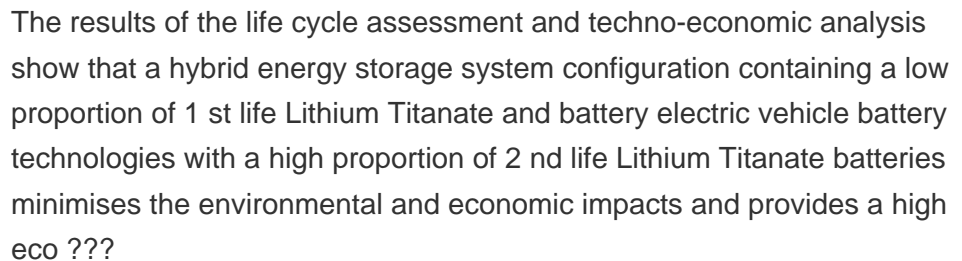 The results of the life cycle assessment and techno-economic analysis
show that a hybrid energy storage system configuration containing a low
proportion of 1 st life Lithium Titanate and battery electric vehicle battery
technologies with a high proportion of 2 nd life Lithium Titanate batteries
minimises the environmental and economic impacts and provides a high
eco ???